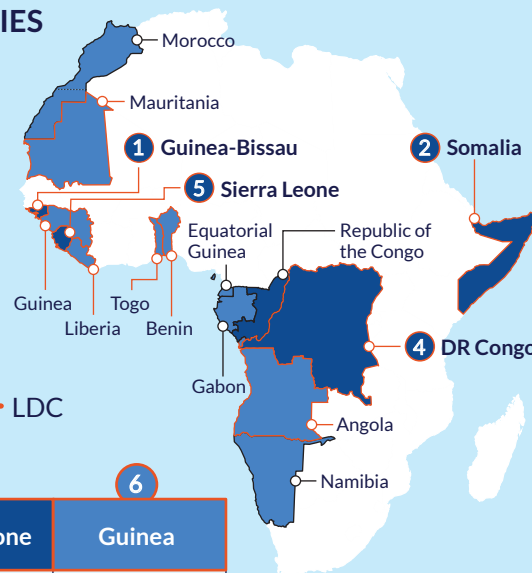 IES
Morocco
Mauritania
1 Guinea-Bissau
2 Somalia
5 Sierra Leone
Equatorial
Guinea
Republic of
the Congo
Guinea
Togo
Liberia
Benin
4 DR Congo
Gabon
LDC
Angola
6
Namibia
one
Guinea